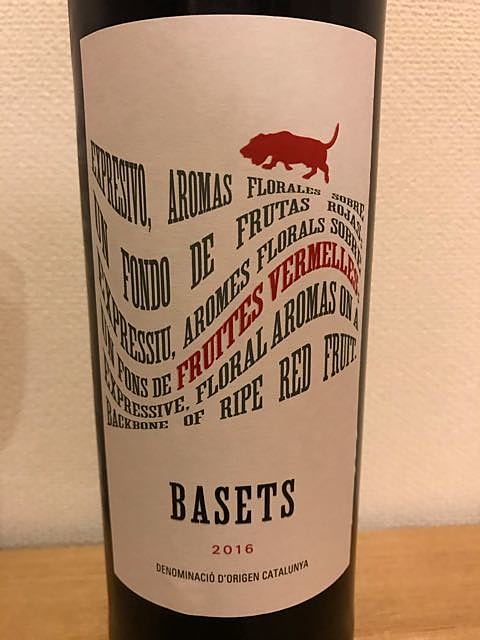 EXPRESIVO, AROMAS FLORALES SOBRE
UN FONDO DE FRUTAS ROJAS.
EXPRESSIU, AROMES FLORALS SOBRE
UN FONS DE FRUITES VERMELLES.
EXPRESSIVE, FLORAL AROMAS ON A
BACKBONE OF RIPE RED FRUIT.
BASETS
2016
DENOMINACIÓ D'ORIGEN CATALUNYA